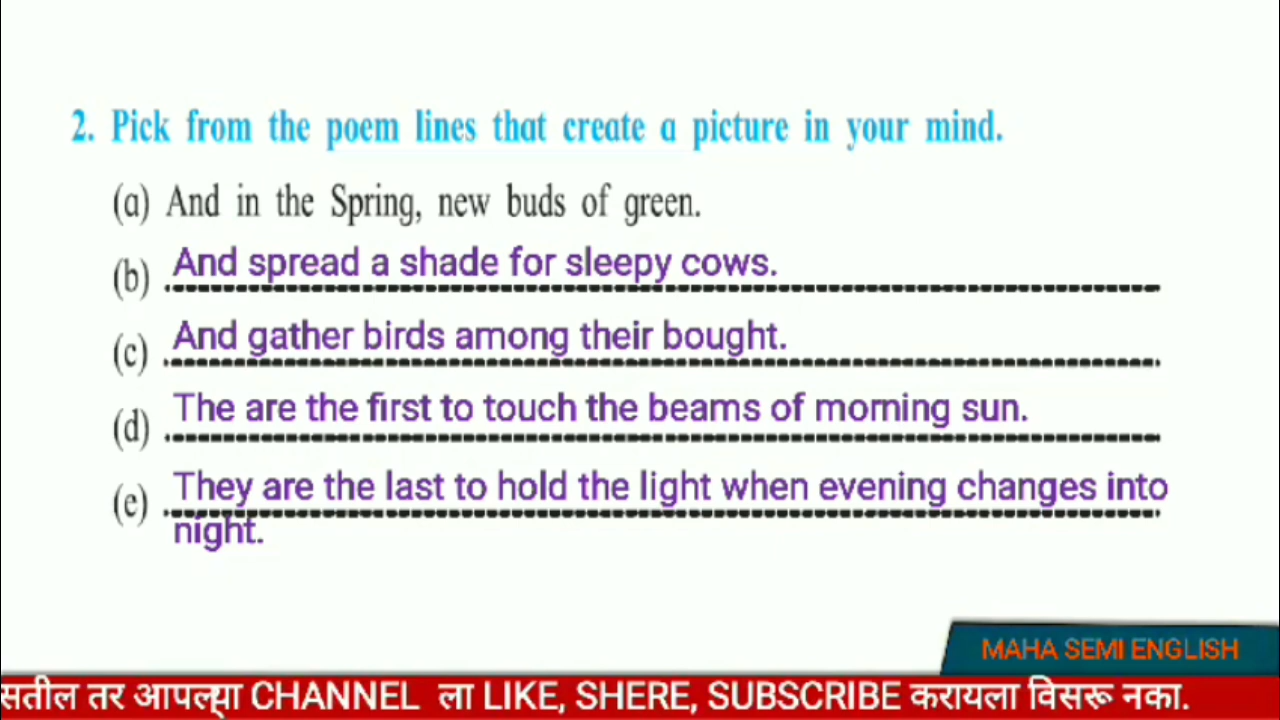 2. Pick from the poem lines that create a picture in your mind.
(a) And in the Spring, new buds of green.
(b) And spread a shade for sleepy cows.
(c) And gather birds among their bought.
(d) The are the first to touch the beams of morning sun.
(e) They are the last to hold the light when evening changes into
night.
MAHA SEMI ENGLISH
सतील तर आपल्या CHANNEL ला LIKE, SHERE, SUBSCRIBE करायला विसरू नका.